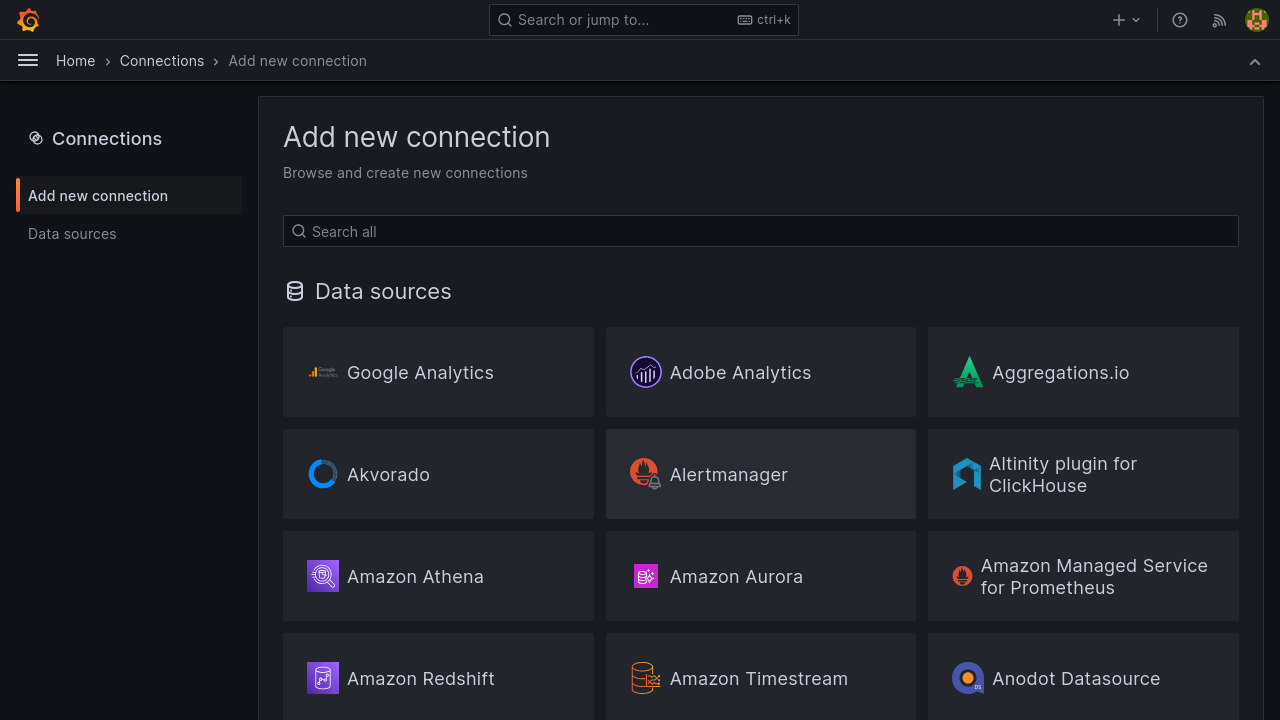 Search or jump to...
ctrl+k
Home
Connections
Add new connection
Connections
Add new connection
Data sources
Add new connection
Browse and create new connections
Search all
Data sources
Google Analytics
Adobe Analytics
Aggregations.io
Akvorado
Alertmanager
Altinity plugin for
ClickHouse
Amazon Athena
Amazon Aurora
Amazon Managed Service
for Prometheus
Amazon Redshift
Amazon Timestream
Anodot Datasource